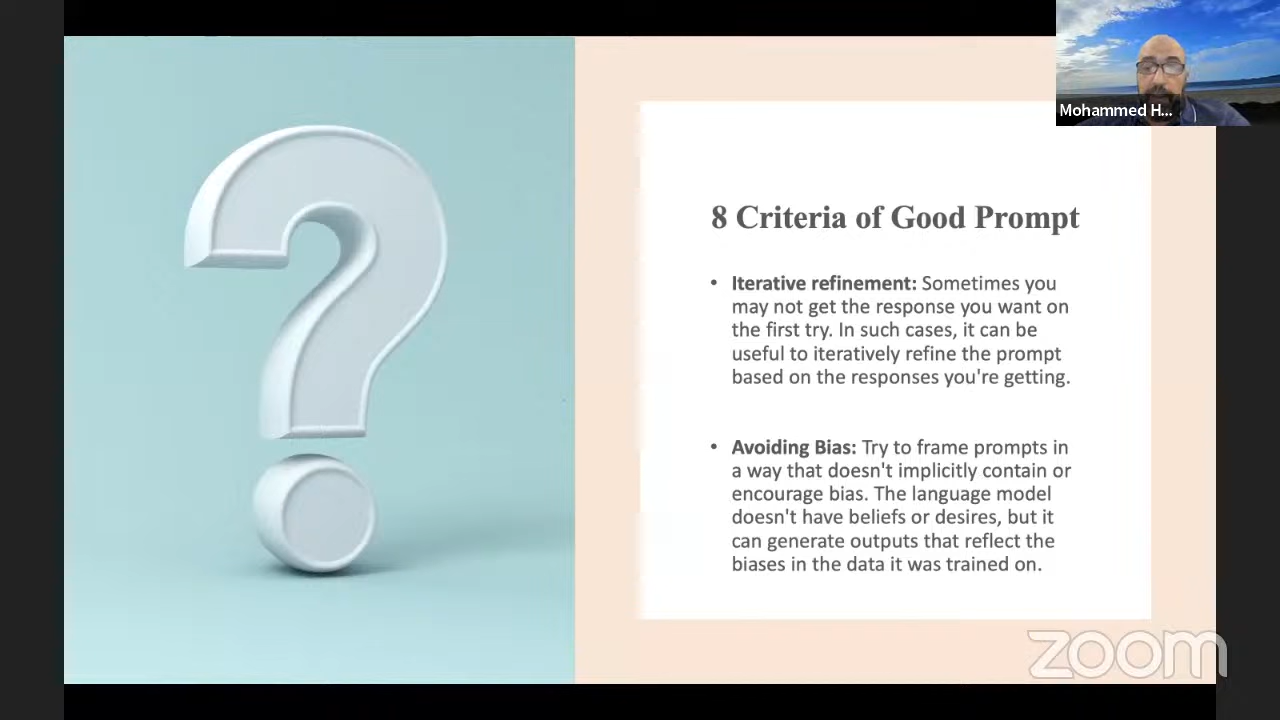 Mohammed H...
8 Criteria of Good Prompt
• Iterative refinement: Sometimes you
may not get the response you want on
the first try. In such cases, it can be
useful to iteratively refine the prompt
based on the responses you're getting.
• Avoiding Bias: Try to frame prompts in
a way that doesn't implicitly contain or
encourage bias. The language model
doesn't have beliefs or desires, but it
can generate outputs that reflect the
biases in the data it was trained on.
zoom